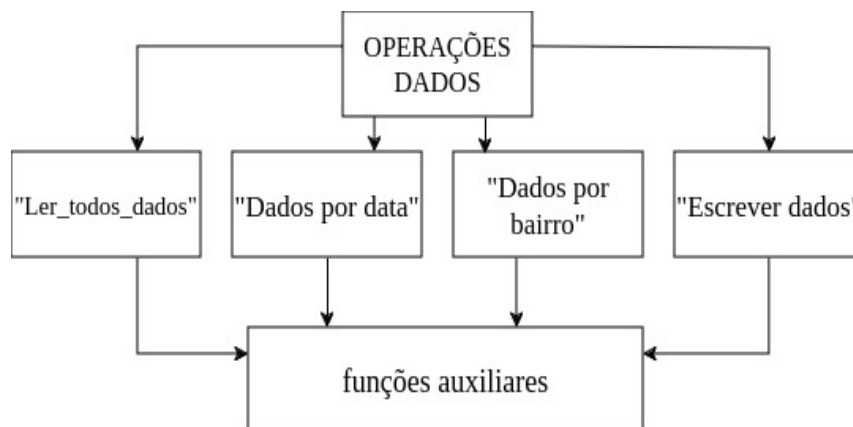 OPERAÇÕES
DADOS
"Ler_todos_dados"
"Dados por data"
"Dados por
bairro"
"Escrever dados"
funções auxiliares